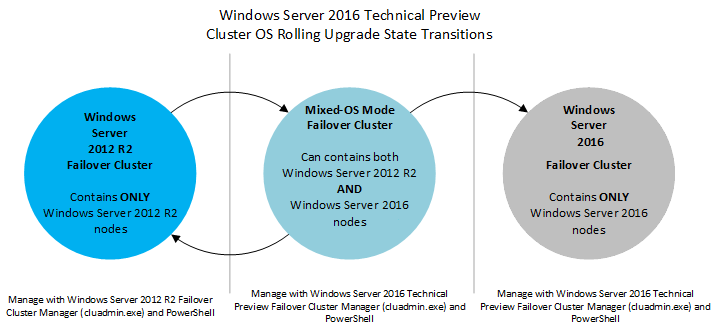 Windows Server 2016 Technical Preview
Cluster OS Rolling Upgrade State Transitions
Windows
Server
2012 R2
Failover Cluster
Contains ONLY
Windows Server 2012 R2
nodes
Mixed-OS Mode
Failover Cluster
Can contains both
Windows Server 2012 R2
AND
Windows Server 2016
nodes
Windows
Server
2016
Failover Cluster
Contains ONLY
Windows Server 2016
nodes
Manage with Windows Server 2012 R2 Failover
Cluster Manager (cluadmin.exe) and PowerShell
Manage with Windows Server 2016 Technical
Preview Failover Cluster Manager (cluadmin.exe) and
PowerShell
Manage with Windows Server 2016 Technical
Preview Failover Cluster Manager (cluadmin.exe) and
PowerShell